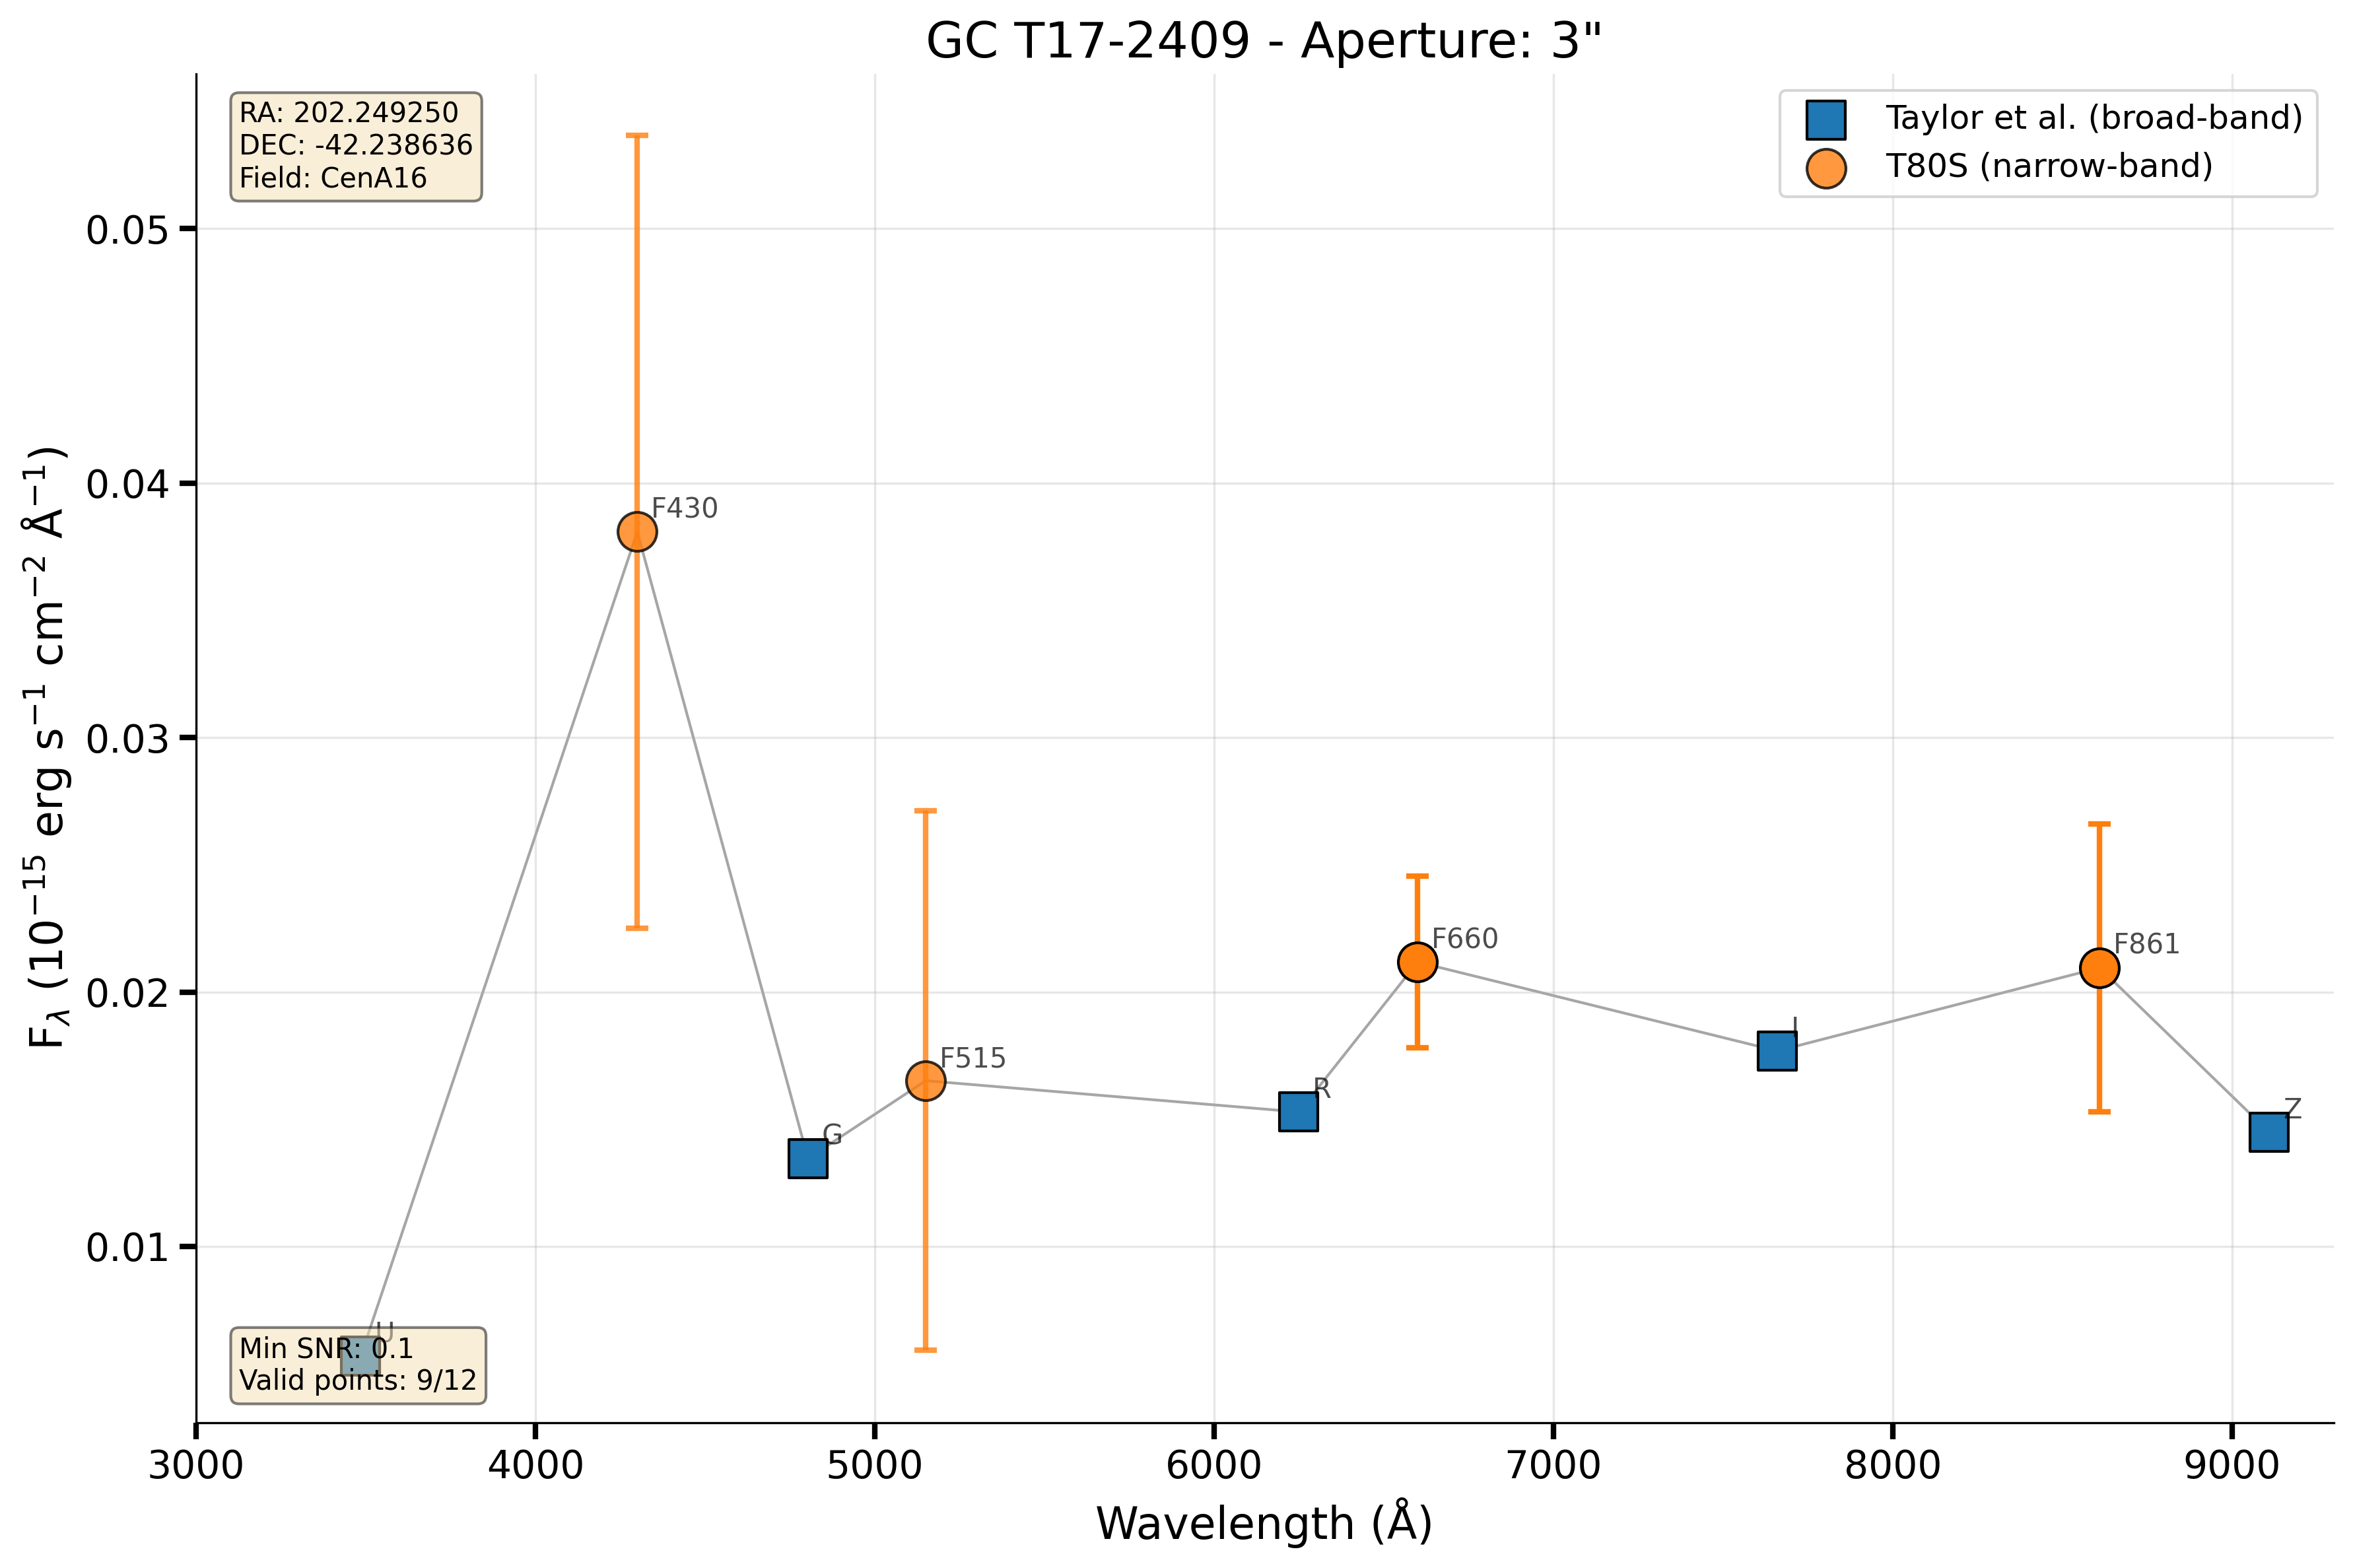 GC T17-2409 - Aperture: 3"
RA: 202.249250
DEC: -42.238636
Field: CenA16
Taylor et al. (broad-band)
T80S (narrow-band)
F_λ (10⁻¹⁵ erg s⁻¹ cm⁻² Å⁻¹)
0.05
0.04
0.03
0.02
0.01
F430
F515
F660
F861
G
R
I
Z
U
Min SNR: 0.1
Valid points: 9/12
3000 4000 5000 6000 7000 8000 9000
Wavelength (Å)